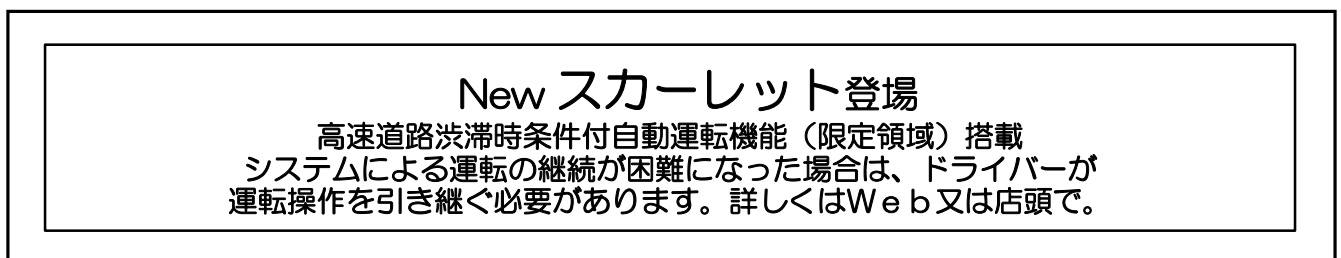 New スカーレット登場
高速道路渋滞時条件付自動運転機能（限定領域）搭載
システムによる運転の継続が困難になった場合は、ドライバーが
運転操作を引き継ぐ必要があります。詳しくはＷｅｂ又は店頭で。